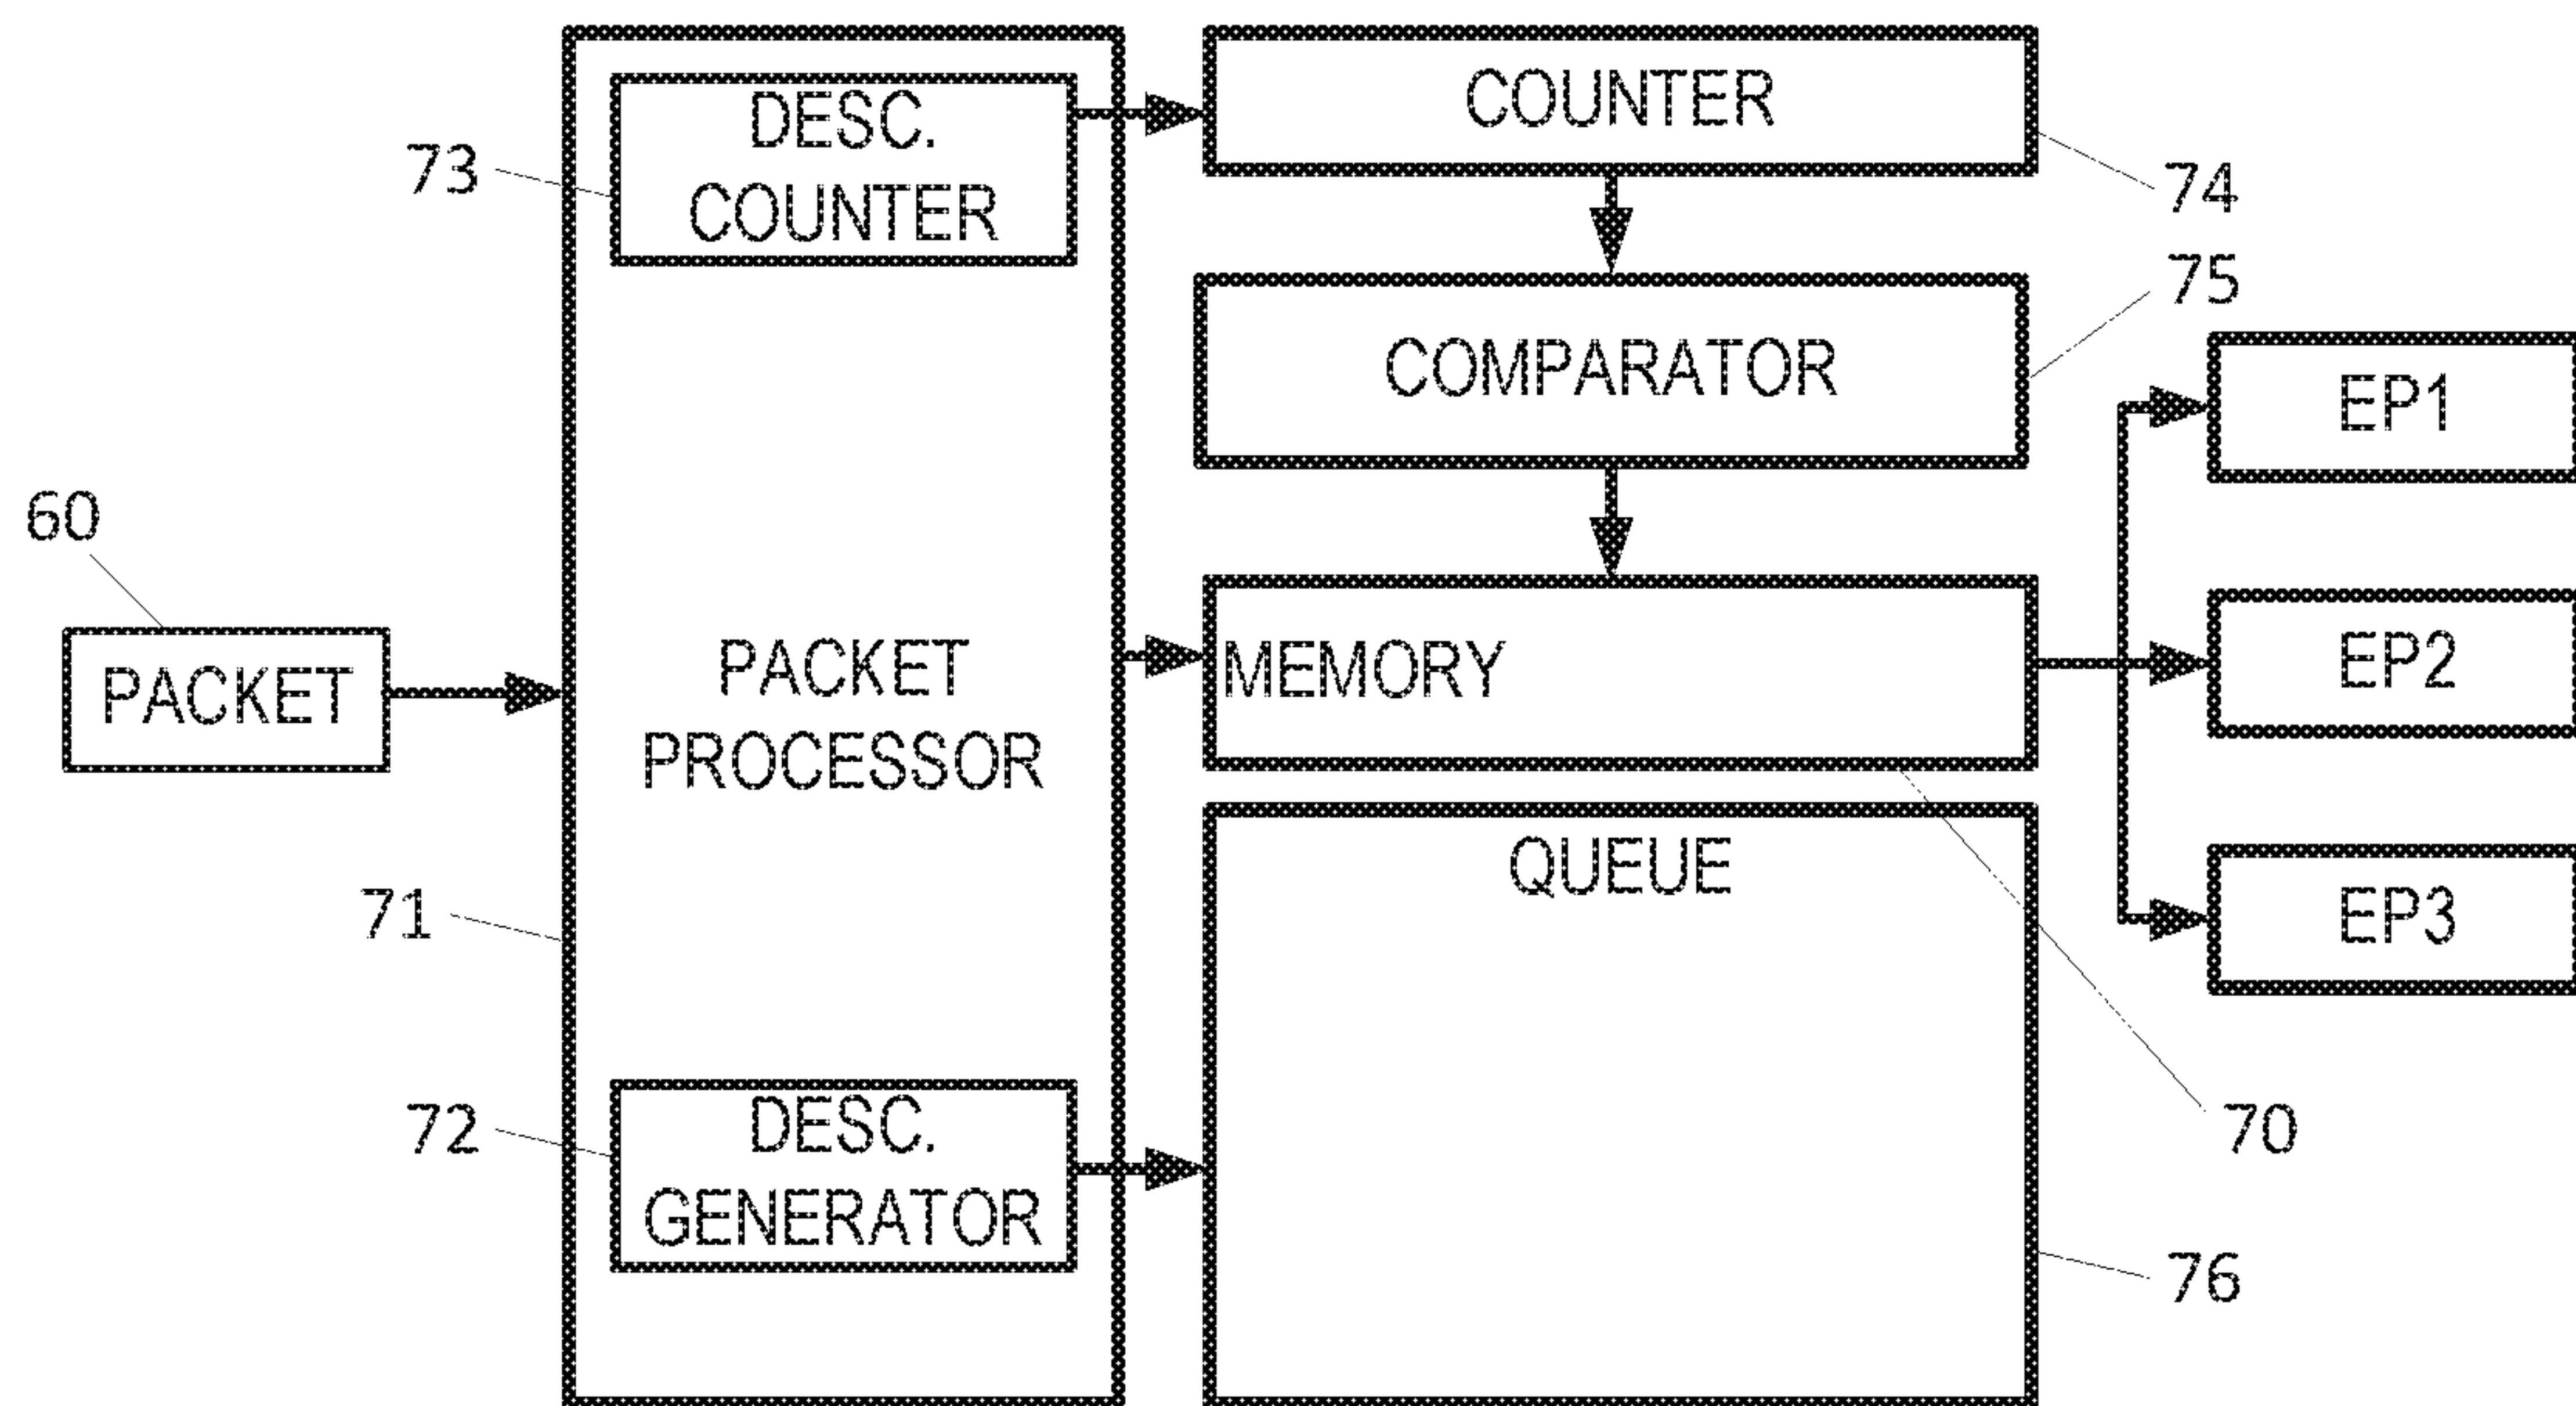 DESC.
COUNTER
COUNTER
73
74
75
COMPARATOR
EP1
60
PACKET
PACKET
PROCESSOR
MEMORY
EP2
QUEUE
71
EP3
72
DESC.
GENERATOR
70
76